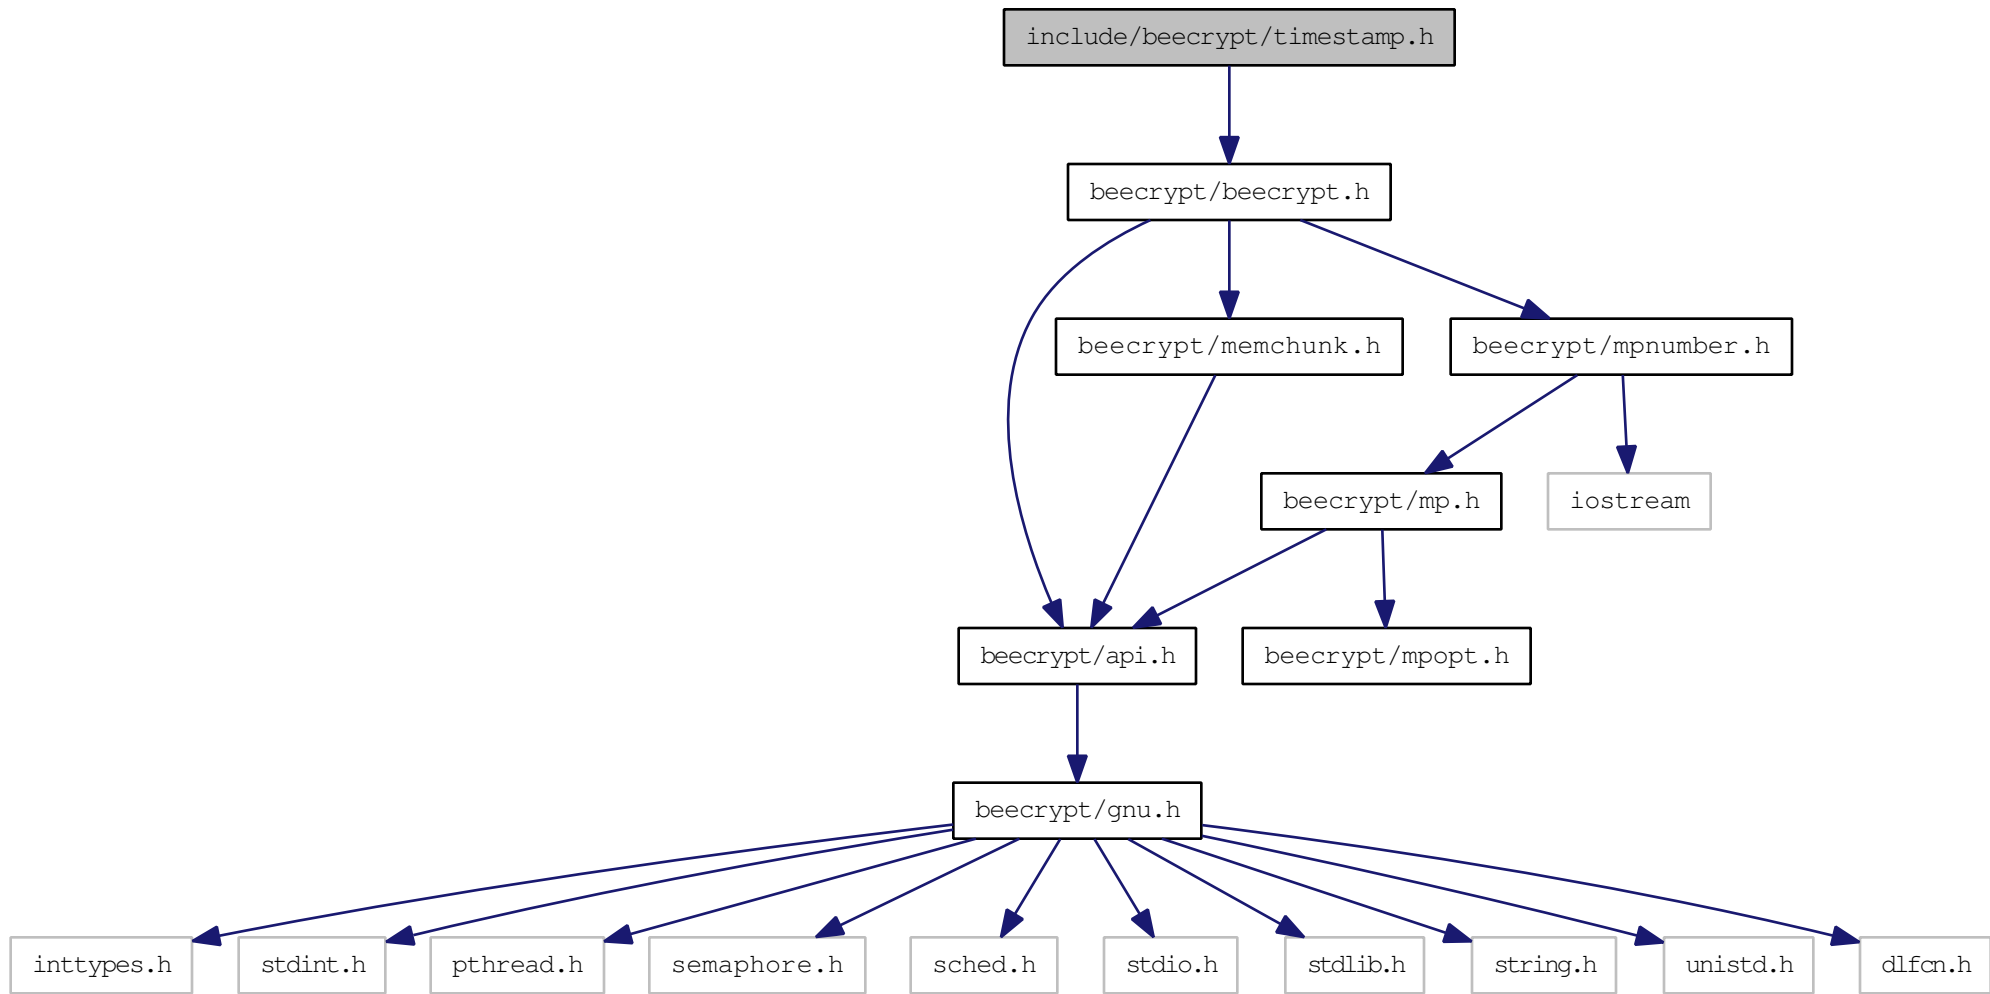 include/beecrypt/timestamp.h
beecrypt/beecrypt.h
beecrypt/memchunk.h
beecrypt/mpnumber.h
beecrypt/mp.h
iostream
beecrypt/api.h
beecrypt/mpopt.h
beecrypt/gnu.h
inttypes.h
stdint.h
pthread.h
semaphore.h
sched.h
stdio.h
stdlib.h
string.h
unistd.h
dlfcn.h